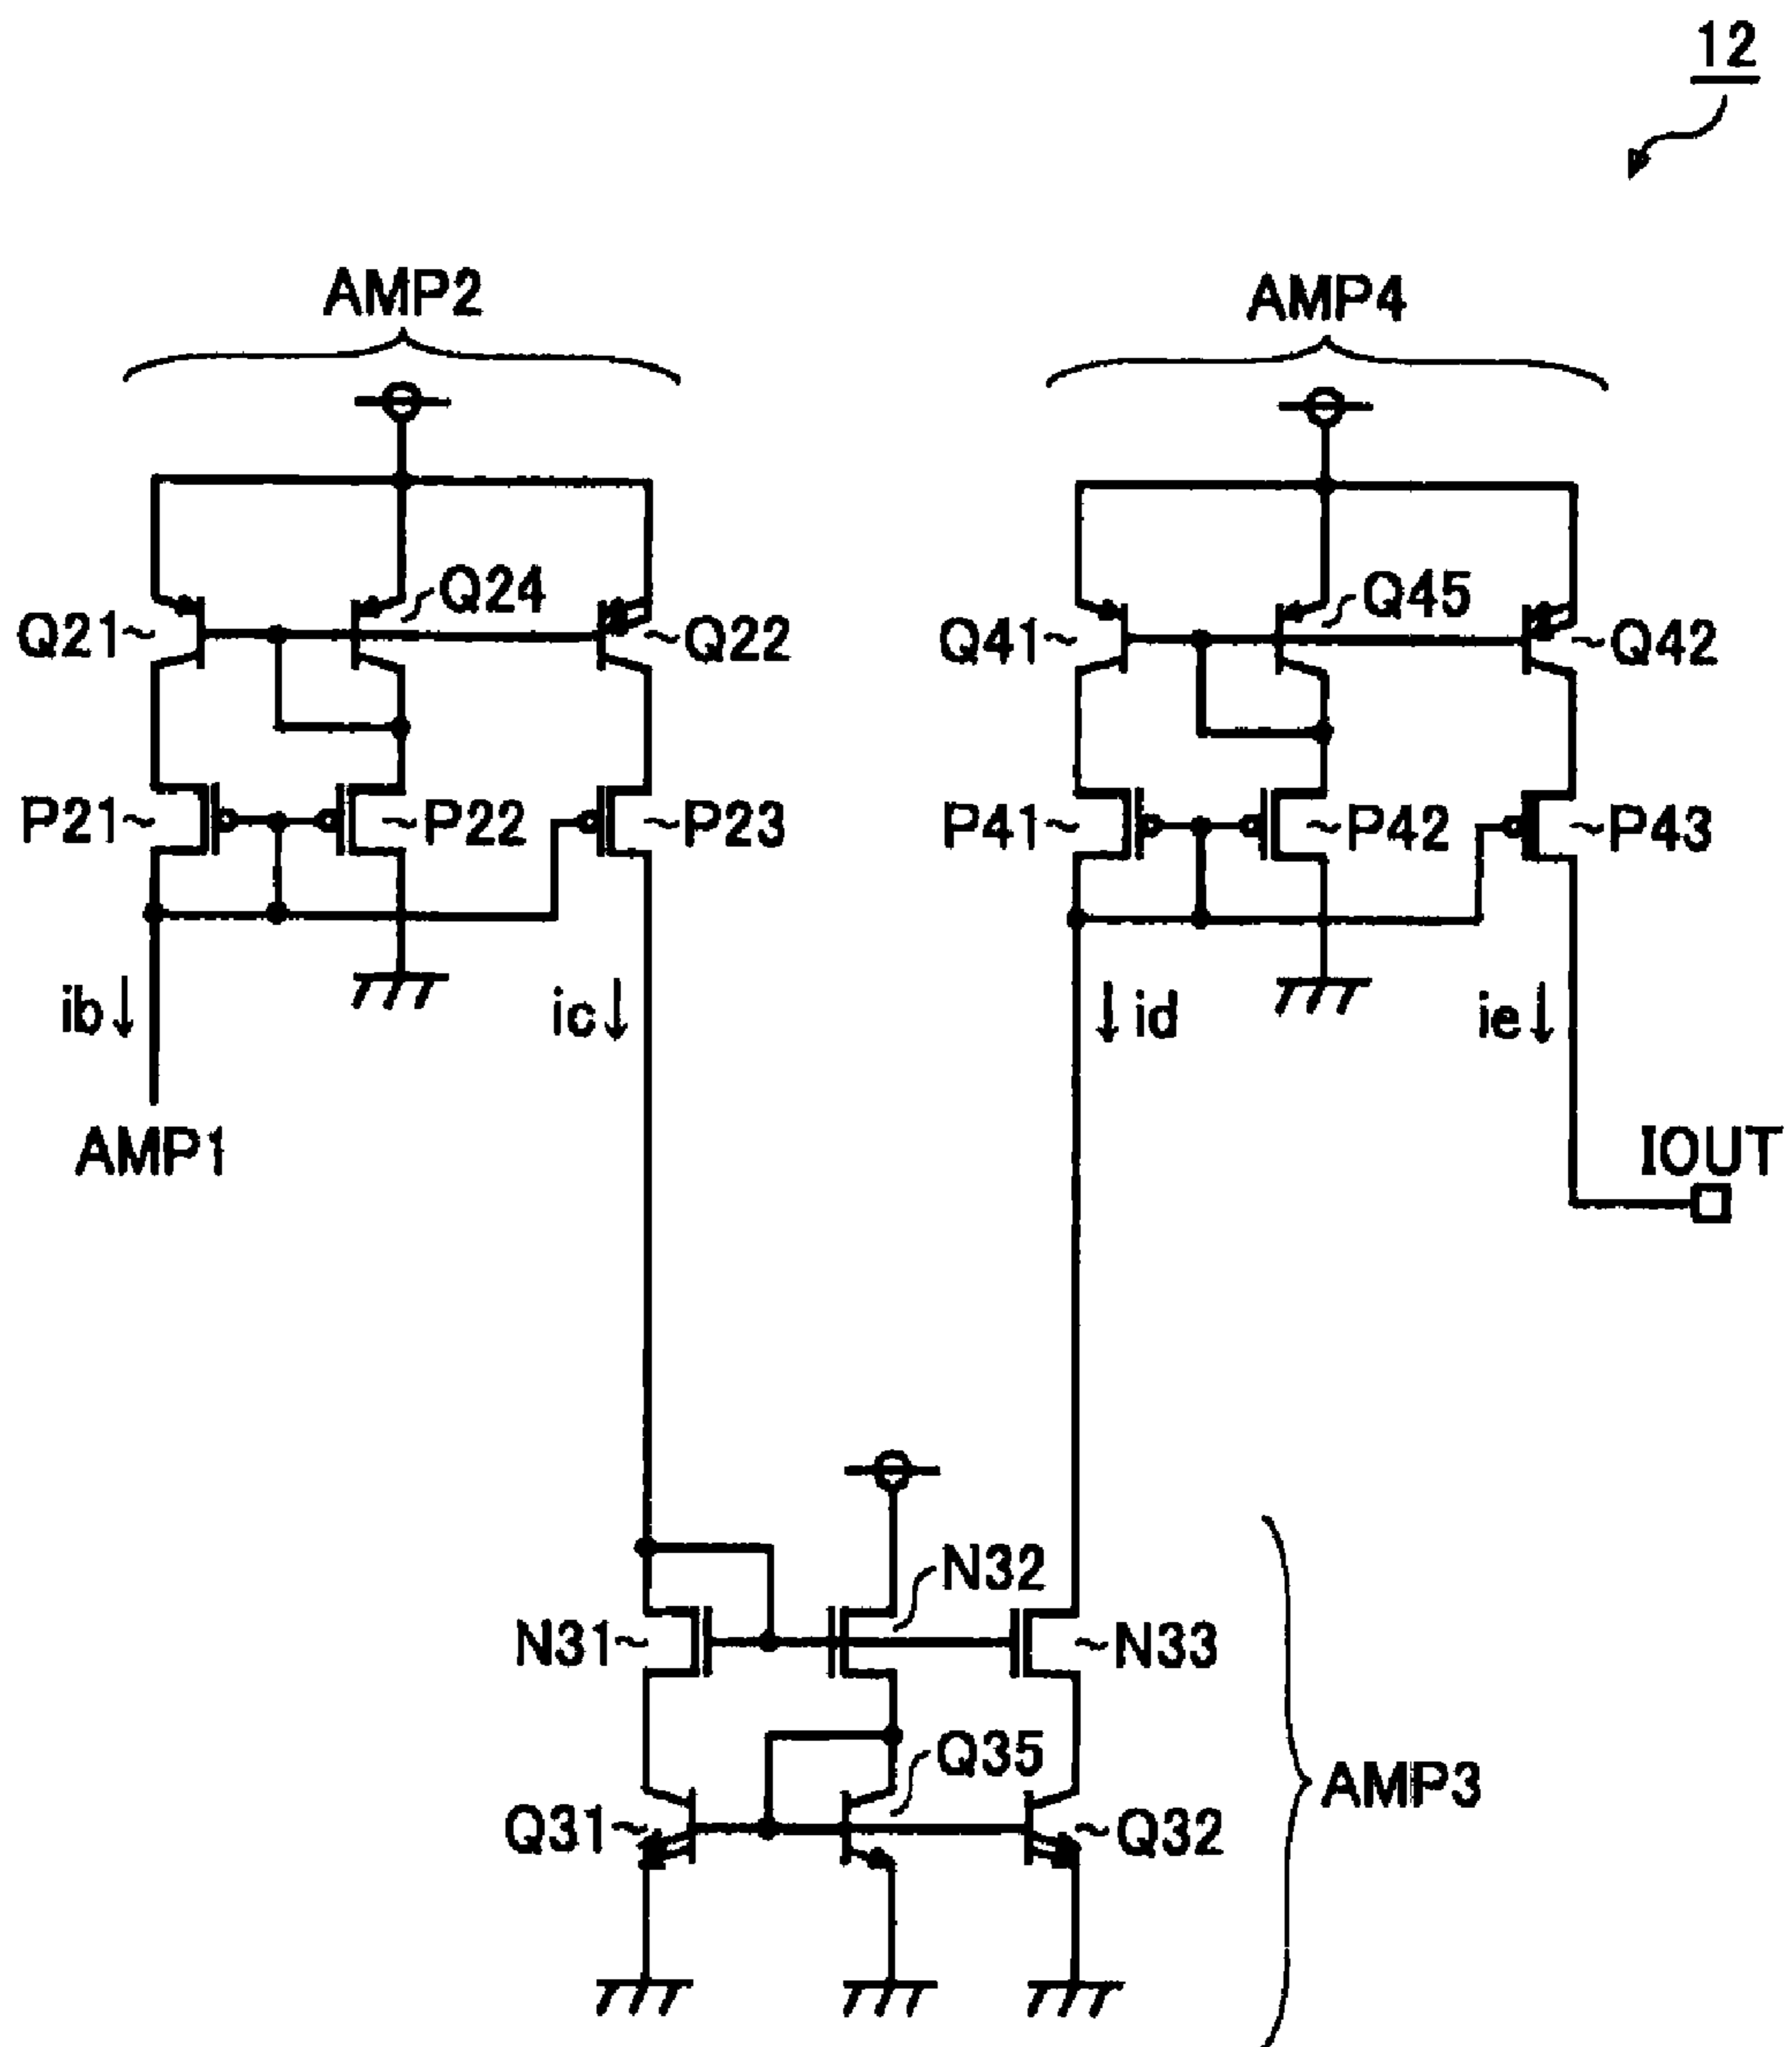 12
AMP2
AMP4
Q21
Q24
Q22
Q41
Q45
Q42
P21
P22
P23
P41
P42
P43
ib
ic
id
ie
AMP1
IOUT
N31
N32
N33
Q35
Q31
Q32
AMP3